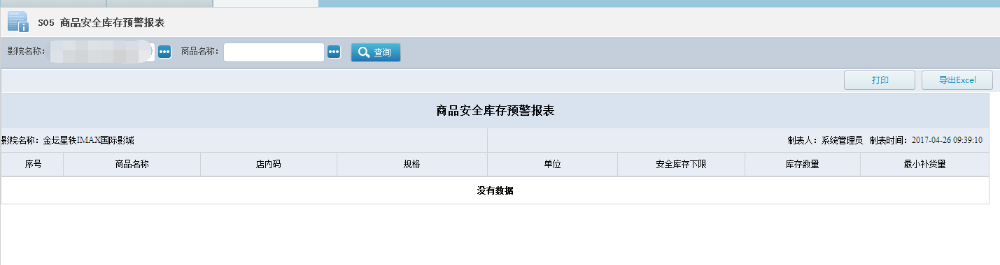 S05 商品安全库存预警报表
影院名称： 商品名称： 查询
打印 导出Excel
商品安全库存预警报表
影院名称：金坛星轶IMAX国际影城 制表人：系统管理员 制表时间：2017-04-26 09:39:10
序号 商品名称 店内码 规格 单位 安全库存下限 库存数量 最小补货量
没有数据